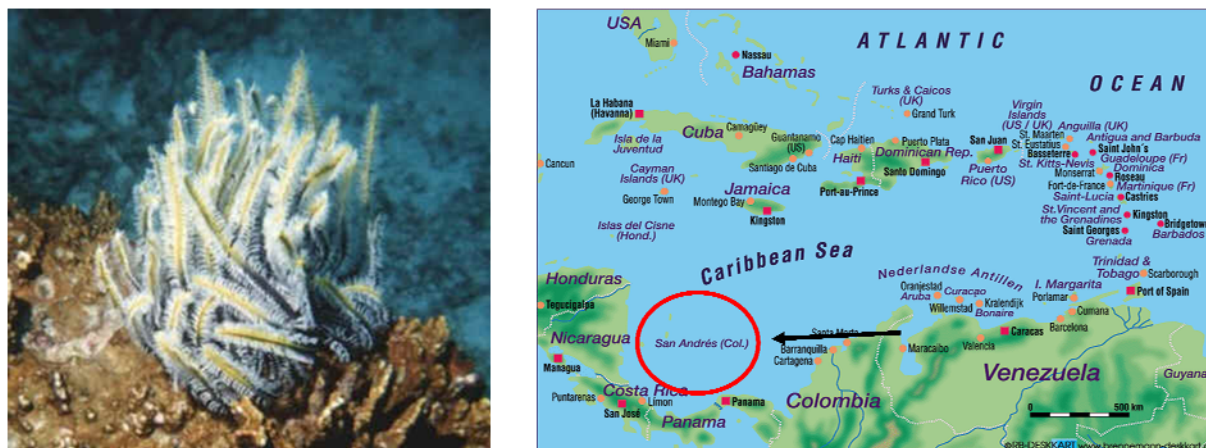 USA
Miami
ATLANTIC
OCEAN
Nassau
Bahamas
Turks & Caicos
(UK)
Grand Turk
La Habana
(Havanna)
Cuba
Camagüey
Guantanamo
(US)
Santiago de Cuba
Isla de la
Juventud
Cancun
Cap Haitien
Haiti
Port-au-Prince
Puerto Plata
Dominican Rep.
Santo Domingo
San Juan
Puerto
Rico (US)
Virgin
Islands
(US / UK)
Anguilla (UK)
St. Maarten
St. Eustatius
Antigua and Barbuda
Saint John's
Basseterre
St. Kitts-Nevis
Guadeloupe (Fr)
Monserrat
Dominica
Roseau
Fort-de-France
Martinique (Fr)
Saint-Lucia
Castries
St.Vincent and
the Grenadines
Kingston
Bridgetown
Barbados
Saint Georges
Grenada
Cayman
Islands (UK)
George Town
Jamaica
Montego Bay
Kingston
Islas del Cisne
(Hond.)
Caribbean Sea
Honduras
Tegucigalpa
Nicaragua
Managua
San Andrés (Col.)
Costa Rica
Puntarenas
Limon
San José
Panama
Panama
Nederlandse Antillen
Oranjestad
Aruba
Curacao
Willemstad
Kralendijk
Bonaire
I. Margarita
Porlamar
Cumana
Barcelona
Trinidad &
Tobago
Scarborough
Port of Spain
Santa Marta
Barranquilla
Cartagena
Maracaibo
Valencia
Caracas
Venezuela
Colombia
Guyana
0
500 km
©RB-DESKKART www.brennemann-deskkart.